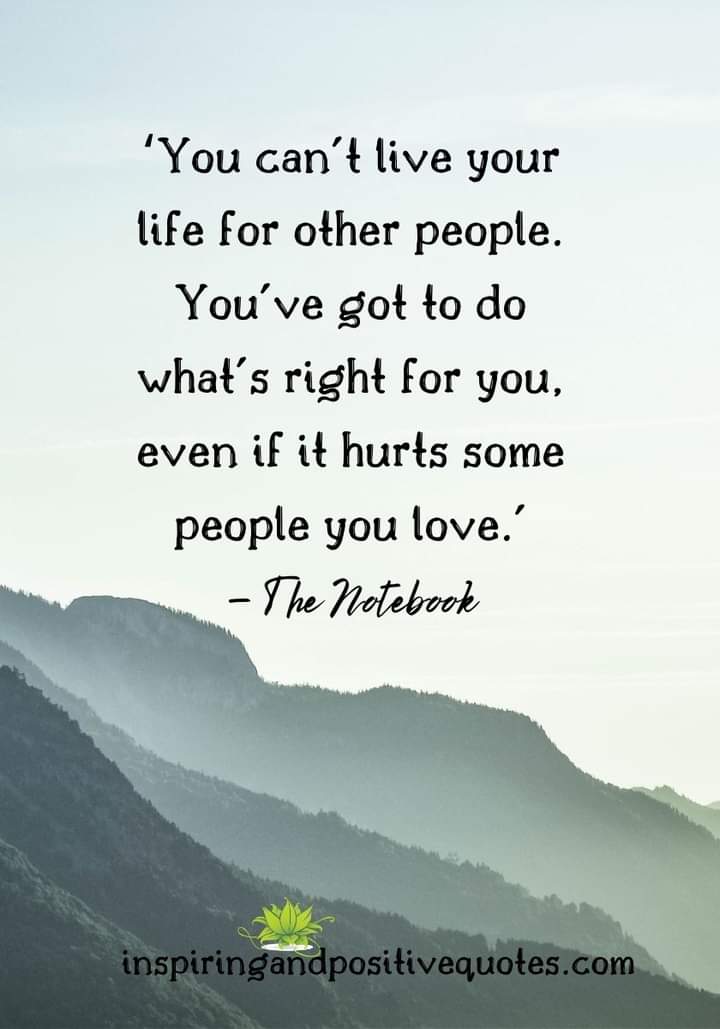 ‘You can’t live your
life for other people.
You’ve got to do
what’s right for you,
even if it hurts some
people you love.’
– The Notebook
inspiringandpositivequotes.com